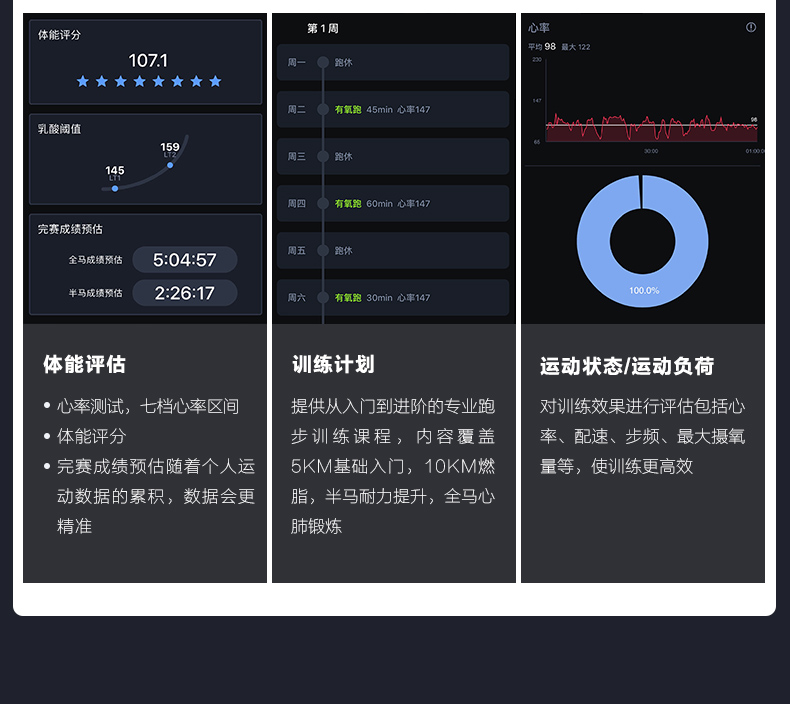 体能评分
107.1
乳酸阈值
159
LT2
145
LT1
完赛成绩预估
全马成绩预估 5:04:57
半马成绩预估 2:26:17
体能评估
心率测试，七档心率区间
体能评分
完赛成绩预估随着个人运
动数据的累积，数据会更
精准
第 1 周
周一 跑休
周二 有氧跑 45min 心率147
周三 跑休
周四 有氧跑 60min 心率147
周五 跑休
周六 有氧跑 30min 心率147
训练计划
提供从入门到进阶的专业跑
步训练课程，内容覆盖
5KM基础入门，10KM燃
脂，半马耐力提升，全马心
肺锻炼
心率
平均 98 最大 122
230
147
98
65
30:00 01:00:0
100.0%
运动状态/运动负荷
对训练效果进行评估包括心
率、配速、步频、最大摄氧
量等，使训练更高效